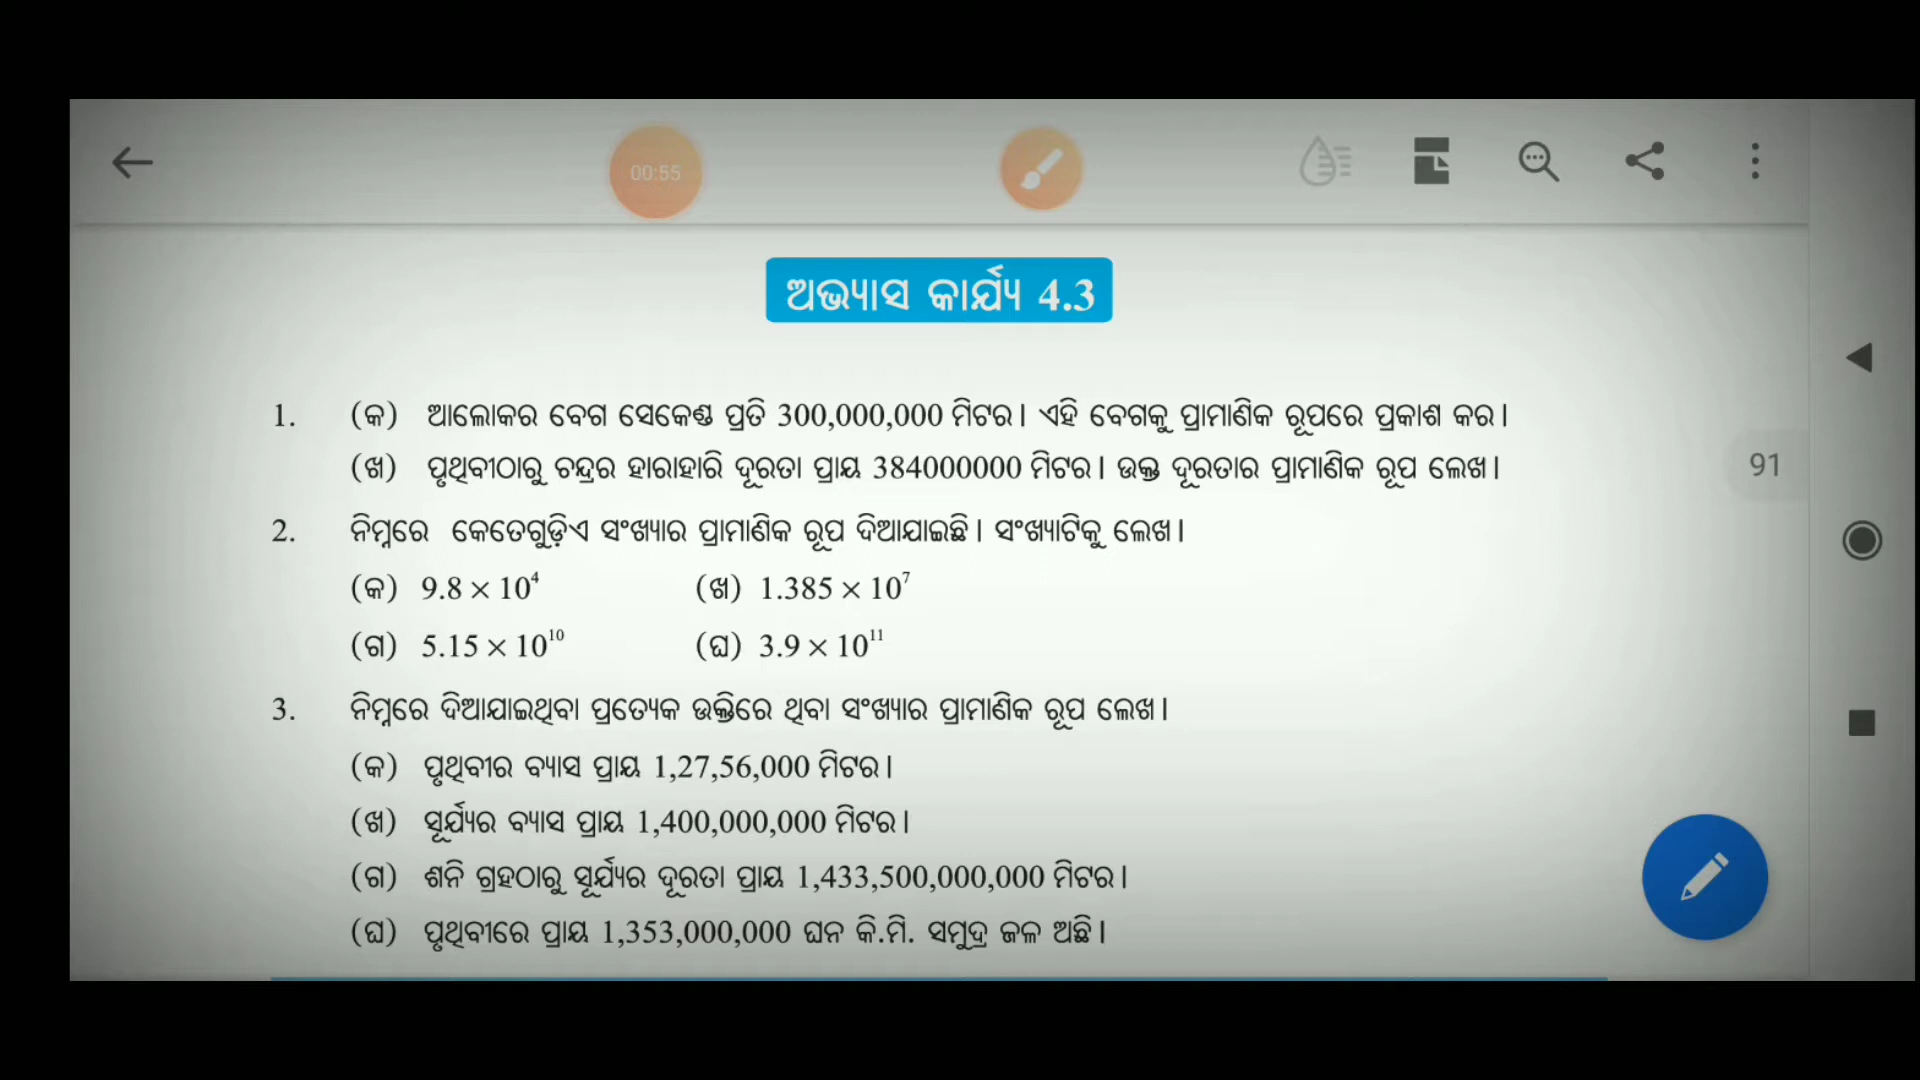 00:55
ଅଭ୍ୟାସ କାର୍ଯ୍ୟ 4.3
1. (କ) ଆଲୋକର ବେଗ ସେକେଣ୍ଡ ପ୍ରତି 300,000,000 ମିଟର। ଏହି ବେଗକୁ ପ୍ରାମାଣିକ ରୂପରେ ପ୍ରକାଶ କର।
(ଖ) ପୃଥିବୀଠାରୁ ଚନ୍ଦ୍ରର ହାରାହାରି ଦୂରତା ପ୍ରାୟ 384000000 ମିଟର। ଉକ୍ତ ଦୂରତାର ପ୍ରାମାଣିକ ରୂପ ଲେଖ।
91
2. ନିମ୍ନରେ କେତେଗୁଡ଼ିଏ ସଂଖ୍ୟାର ପ୍ରାମାଣିକ ରୂପ ଦିଆଯାଇଛି। ସଂଖ୍ୟାଟିକୁ ଲେଖ।
(କ) 9.8 × 10⁴ (ଖ) 1.385 × 10⁷
(ଗ) 5.15 × 10¹⁰ (ଘ) 3.9 × 10¹¹
3. ନିମ୍ନରେ ଦିଆଯାଇଥିବା ପ୍ରତ୍ୟେକ ଉକ୍ତିରେ ଥିବା ସଂଖ୍ୟାର ପ୍ରାମାଣିକ ରୂପ ଲେଖ।
(କ) ପୃଥିବୀର ବ୍ୟାସ ପ୍ରାୟ 1,27,56,000 ମିଟର।
(ଖ) ସୂର୍ଯ୍ୟର ବ୍ୟାସ ପ୍ରାୟ 1,400,000,000 ମିଟର।
(ଗ) ଶନି ଗ୍ରହଠାରୁ ସୂର୍ଯ୍ୟର ଦୂରତା ପ୍ରାୟ 1,433,500,000,000 ମିଟର।
(ଘ) ପୃଥିବୀରେ ପ୍ରାୟ 1,353,000,000 ଘନ କି.ମି. ସମୁଦ୍ର ଜଳ ଅଛି।